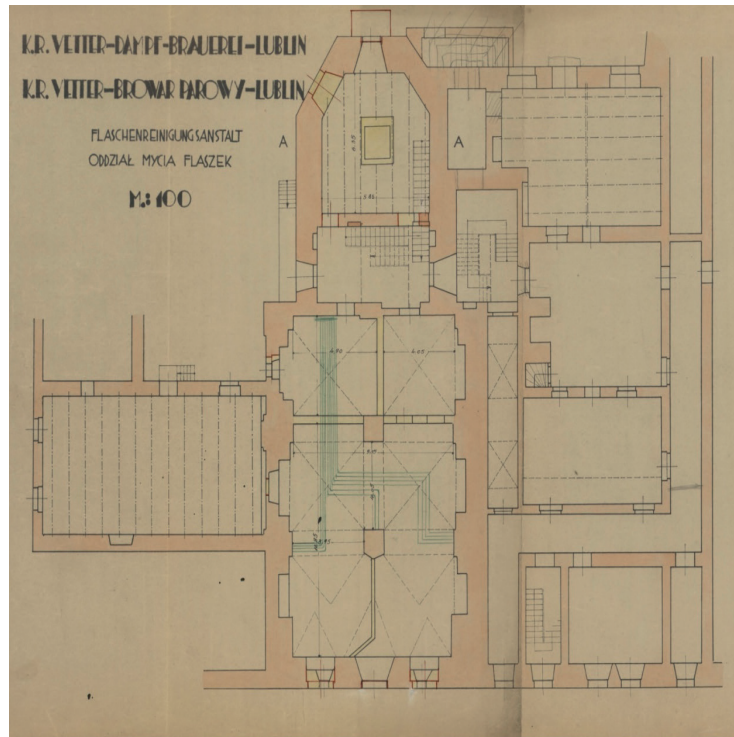 K.R. VETTER-DAMPF-BRAUEREI-LUBLIN
K.R. VETTER-BROWAR PAROWY-LUBLIN
FLASCHENREINIGUNGSANSTALT
ODDZIAŁ MYCIA FLASZEK
M.: 100
A
A